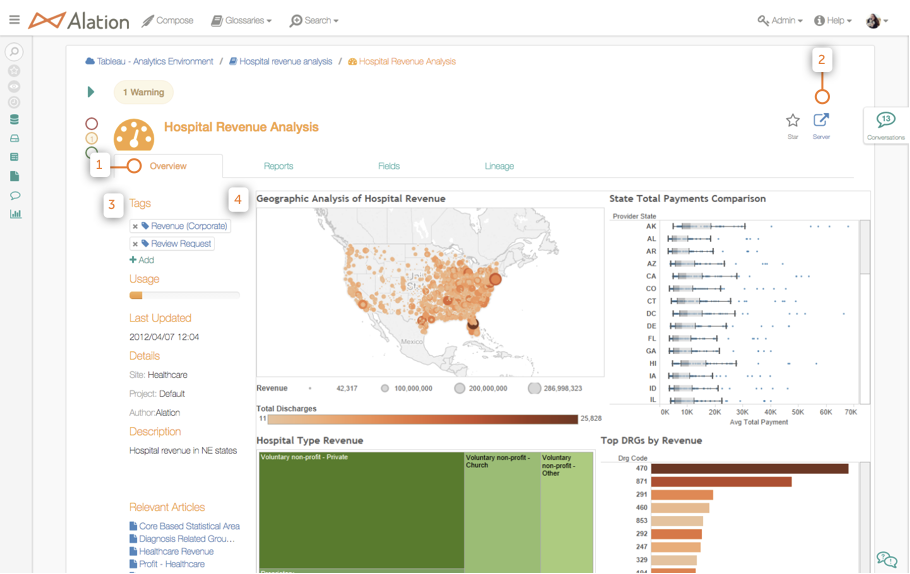 Alation
Compose
Glossaries
Search
Admin
Help
Tableau - Analytics Environment / Hospital revenue analysis / Hospital Revenue Analysis
2
1 Warning
Hospital Revenue Analysis
Star
Server
13
Conversations
1
Overview
Reports
Fields
Lineage
3
Tags
× Revenue (Corporate)
× Review Request
+ Add
Usage
Last Updated
2012/04/07 12:04
Details
Site: Healthcare
Project: Default
Author:Alation
Description
Hospital revenue in NE states
Relevant Articles
Core Based Statistical Area
Diagnosis Related Grou...
Healthcare Revenue
Profit - Healthcare
4
Geographic Analysis of Hospital Revenue
Mexico
Revenue
42,317
100,000,000
200,000,000
286,998,323
Total Discharges
11
25,828
Hospital Type Revenue
Voluntary non-profit - Private
Voluntary non-profit -
Church
Voluntary
non-profit -
Other
State Total Payments Comparison
Provider State
AK
AL
AR
AZ
CA
CO
CT
DC
DE
FL
GA
HI
IA
ID
IL
0K 10K 20K 30K 40K 50K 60K 70K
Avg Total Payment
Top DRGs by Revenue
Drg Code
470
871
291
460
853
292
247
329